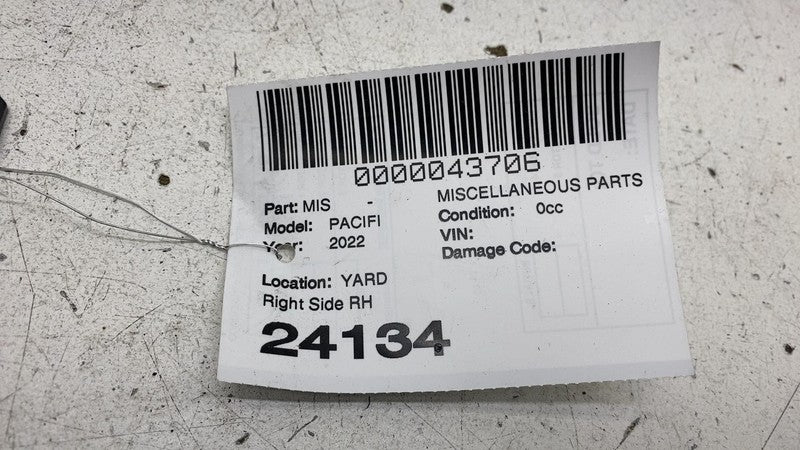 0000043706
Part: MIS - MISCELLANEOUS PARTS
Model: PACIFI Condition: 0cc
Year: 2022 VIN:
Damage Code:
Location: YARD
Right Side RH
24134